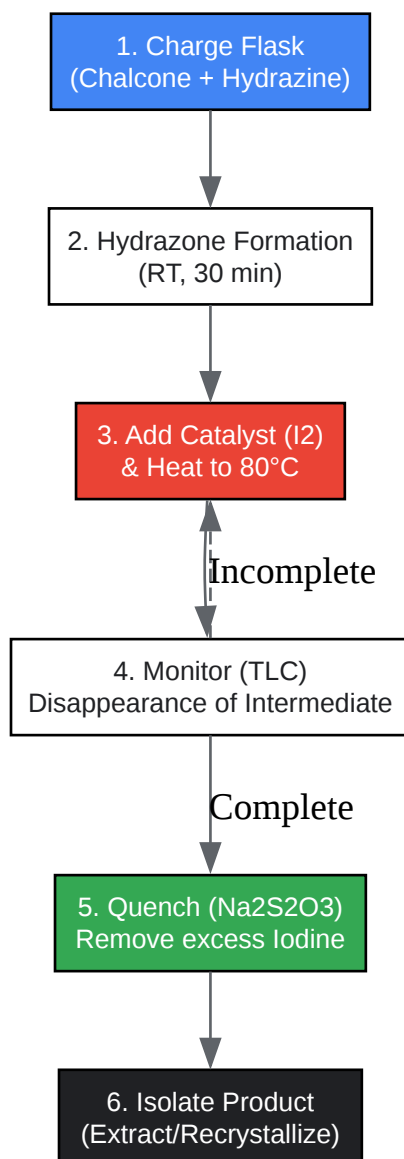 1. Charge Flask
(Chalcone + Hydrazine)
2. Hydrazone Formation
(RT, 30 min)
3. Add Catalyst (I2)
& Heat to 80°C
Incomplete
4. Monitor (TLC)
Disappearance of Intermediate
Complete
5. Quench (Na2S2O3)
Remove excess Iodine
6. Isolate Product
(Extract/Recrystallize)